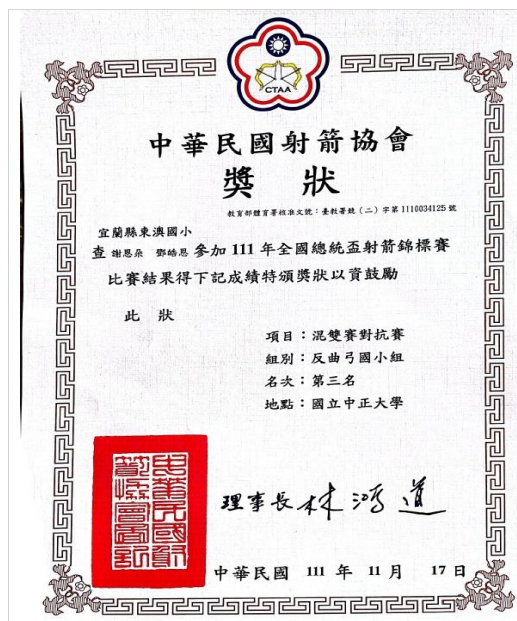 CTAA
中華民國射箭協會
獎狀
教育部體育署核准文號：臺教署競（二）字第1110034125號
宜蘭縣東澳國小
查 謝思朵 鄧皓恩 參加 111 年全國總統盃射箭錦標賽
比賽結果得下記成績特頒獎狀以資鼓勵
此 狀
項目：混雙賽對抗賽
組別：反曲弓國小組
名次：第三名
地點：國立中正大學
理事長 林鴻道
中華民國 111 年 11 月 17 日